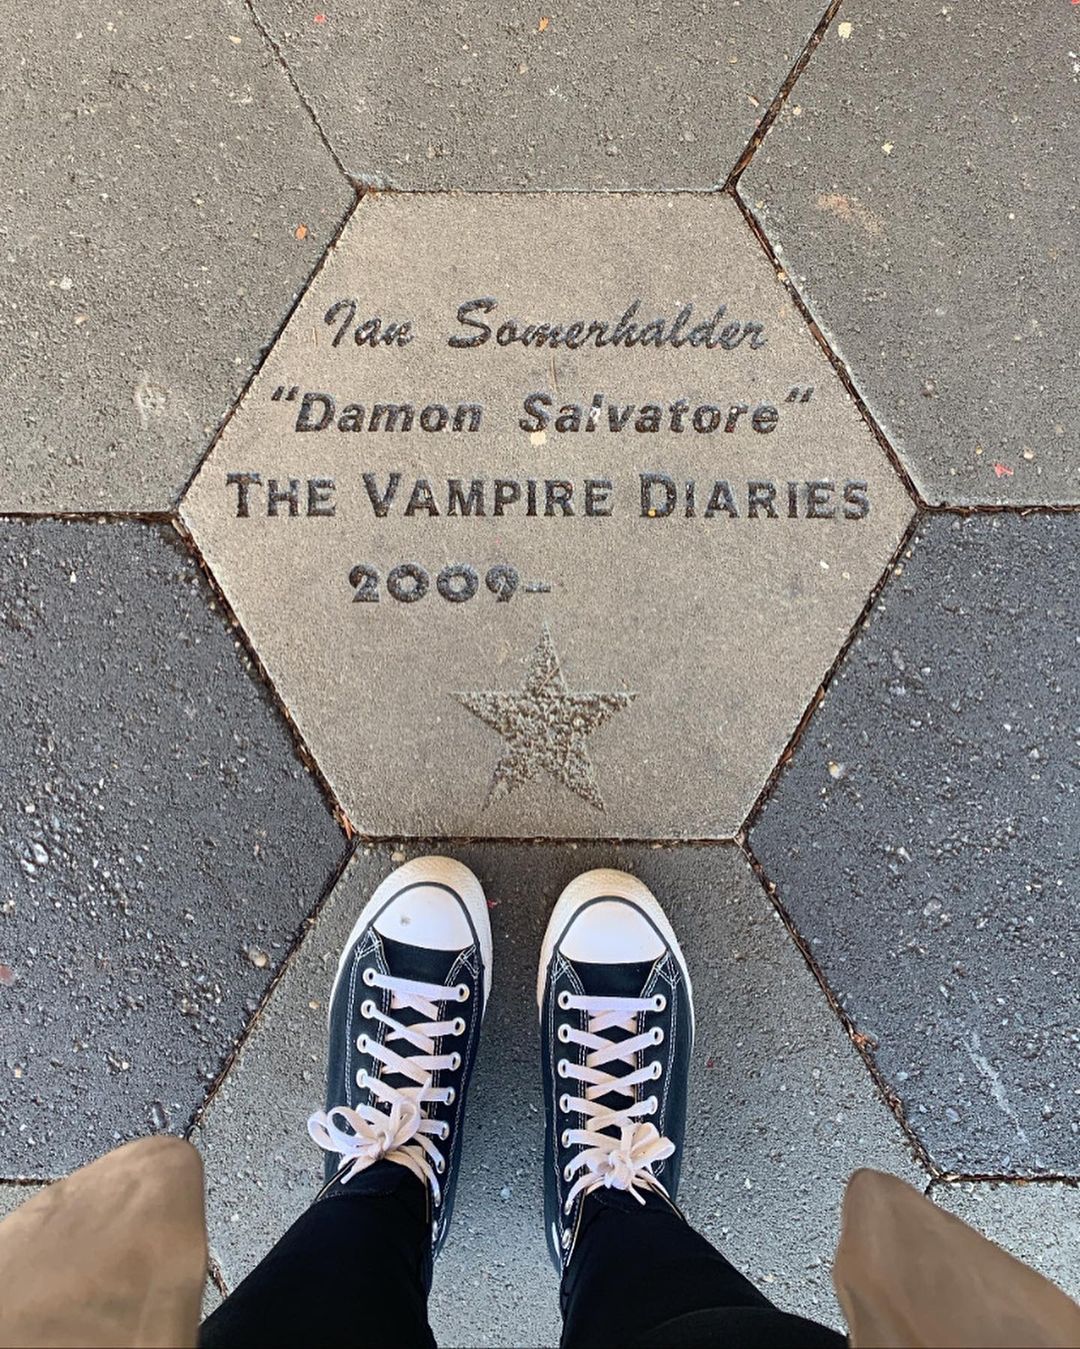 Ian Somerhalder
"Damon Salvatore"
THE VAMPIRE DIARIES
2009-